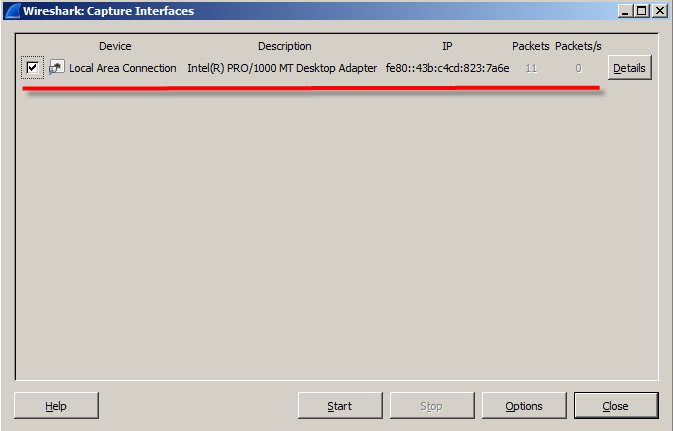 Wireshark: Capture Interfaces
Device Description IP Packets Packets/s
Local Area Connection Intel(R) PRO/1000 MT Desktop Adapter fe80::43b:c4cd:823:7a6e 11 0 Details
Help Start Stop Options Close